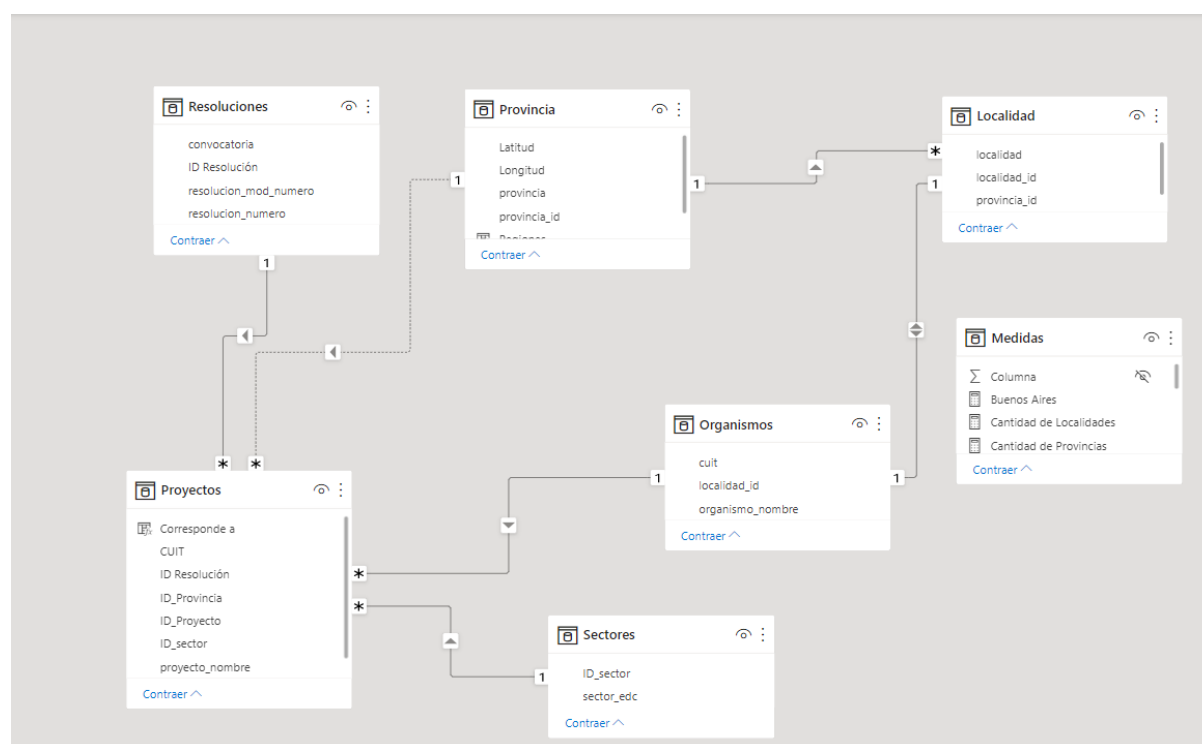 Resoluciones
convocatoria
ID Resolución
resolucion_mod_numero
resolucion_numero
Contraer
1
Provincia
Latitud
Longitud
provincia
provincia_id
Regiones
Contraer
1
1
Localidad
localidad
localidad_id
provincia_id
Contraer
*
1
Medidas
Columna
Buenos Aires
Cantidad de Localidades
Cantidad de Provincias
Contraer
Organismos
cuit
localidad_id
organismo_nombre
Contraer
1
1
* *
Proyectos
Corresponde a
CUIT
ID Resolución
ID_Provincia
ID_Proyecto
ID_sector
proyecto_nombre
Contraer
*
*
Sectores
ID_sector
sector_edc
Contraer
1